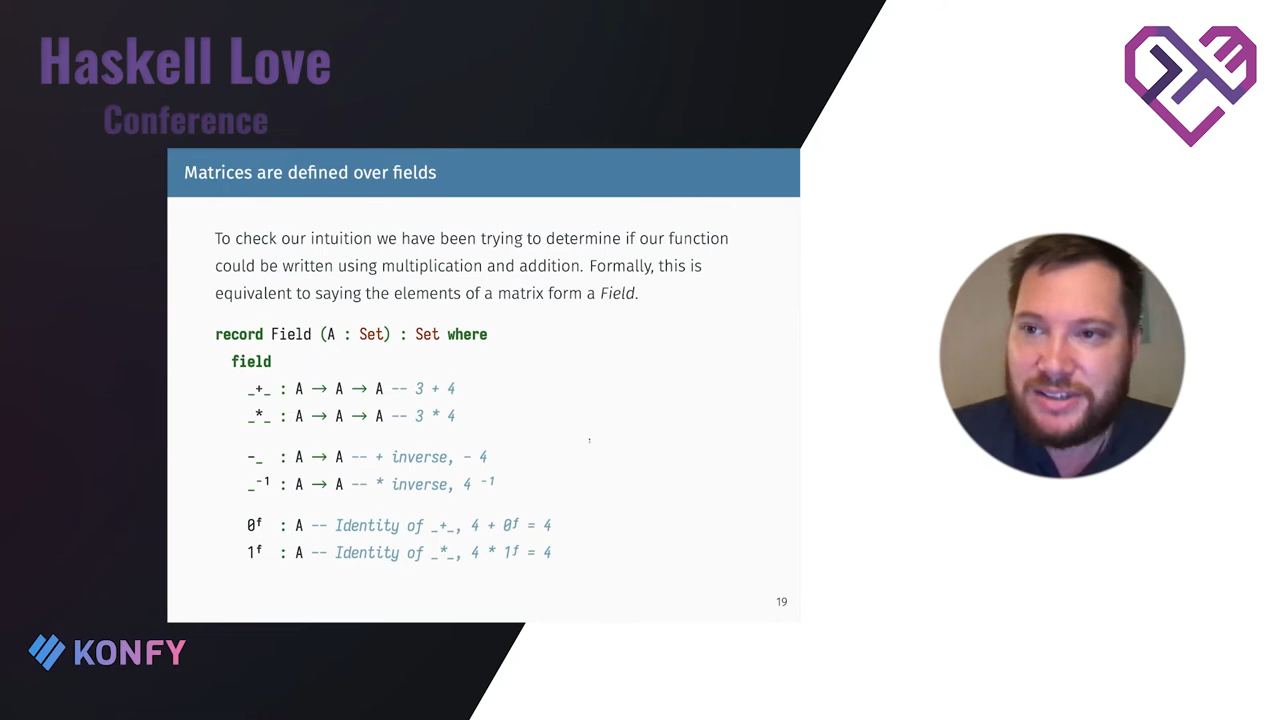 Haskell Love
Conference
Matrices are defined over fields
To check our intuition we have been trying to determine if our function
could be written using multiplication and addition. Formally, this is
equivalent to saying the elements of a matrix form a Field.
record Field (A : Set) : Set where
field
_+_ : A → A → A -- 3 + 4
_*_ : A → A → A -- 3 * 4
-_ : A → A -- + inverse, - 4
_⁻¹ : A → A -- * inverse, 4 ⁻¹
0ᶠ : A -- Identity of _+_, 4 + 0ᶠ = 4
1ᶠ : A -- Identity of _*_, 4 * 1ᶠ = 4
19
KONFY